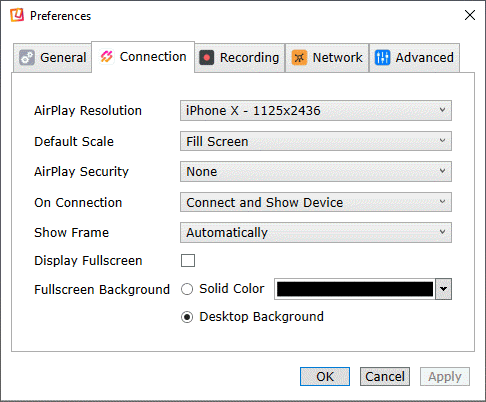 Preferences
General Connection Recording Network Advanced
AirPlay Resolution iPhone X - 1125x2436
Default Scale Fill Screen
AirPlay Security None
On Connection Connect and Show Device
Show Frame Automatically
Display Fullscreen
Fullscreen Background Solid Color
Desktop Background
OK Cancel Apply